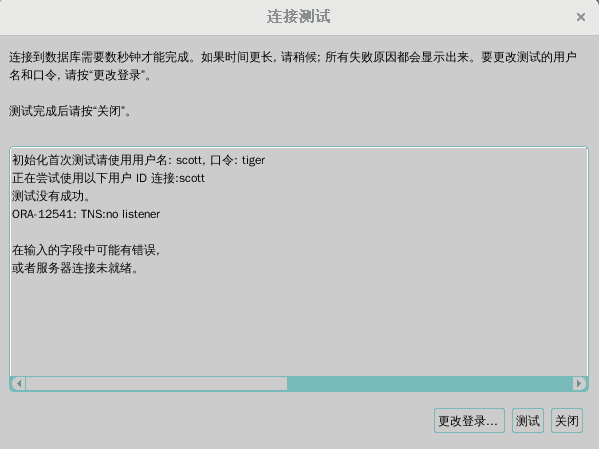 连接测试
连接到数据库需要数秒钟才能完成。如果时间更长, 请稍候; 所有失败原因都会显示出来。要更改测试的用户
名和口令, 请按“更改登录”。
测试完成后请按“关闭”。
初始化首次测试请使用用户名: scott, 口令: tiger
正在尝试使用以下用户 ID 连接:scott
测试没有成功。
ORA-12541: TNS:no listener
在输入的字段中可能有错误,
或者服务器连接未就绪。
更改登录... 测试 关闭